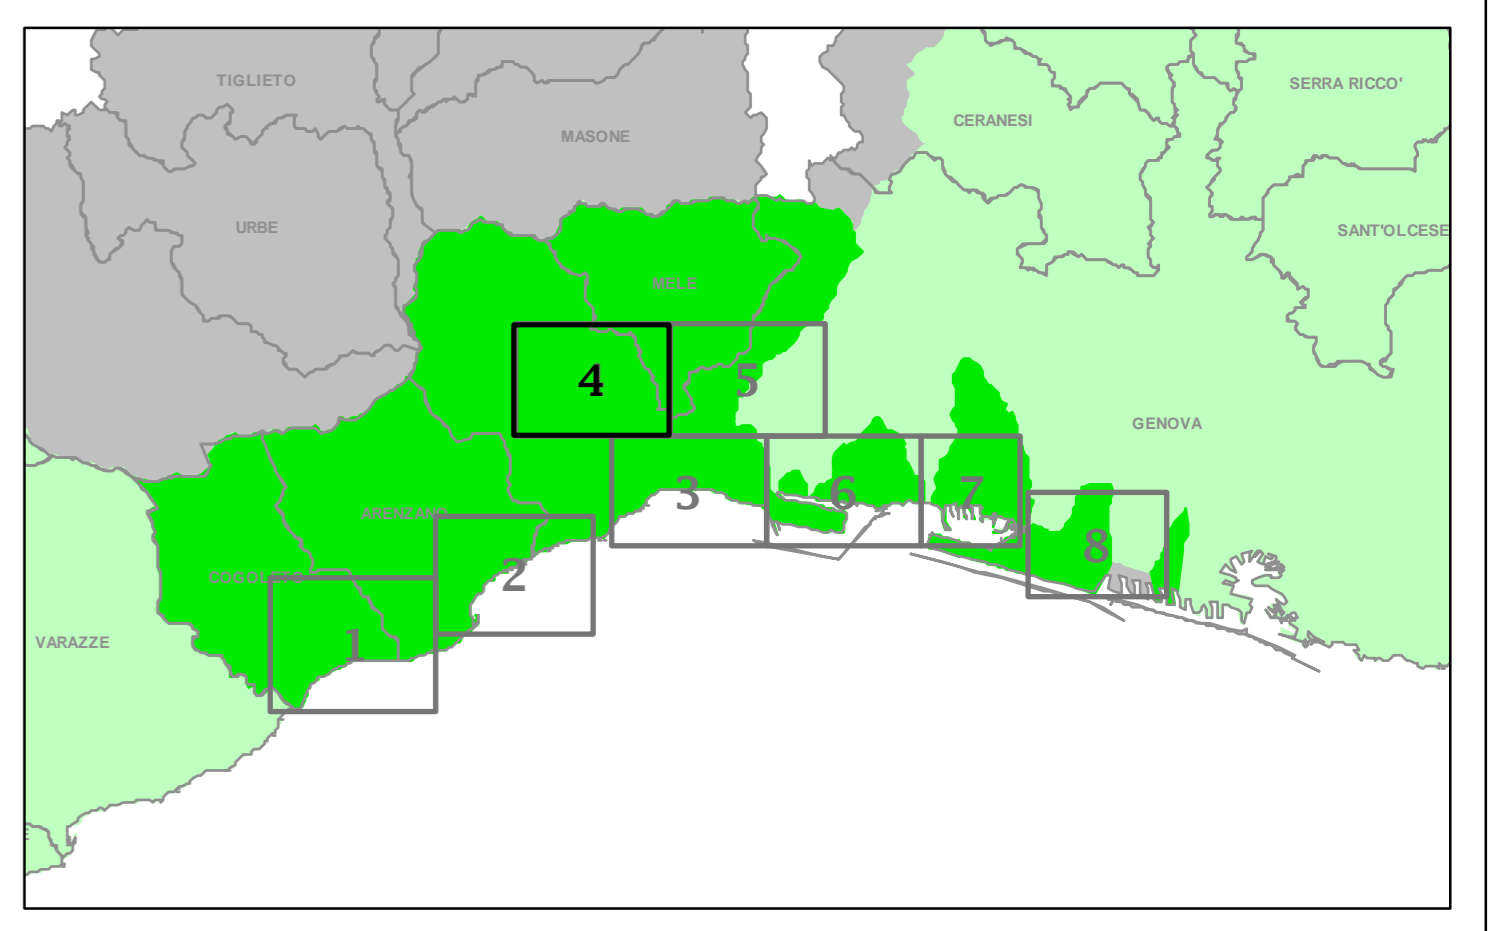 TIGLIETO
SERRA RICCO'
CERANESI
MASONE
URBE
SANT'OLCESE
MELE
4
5
GENOVA
3
6
7
ARENZANO
8
COGOLETO
2
VARAZZE
1